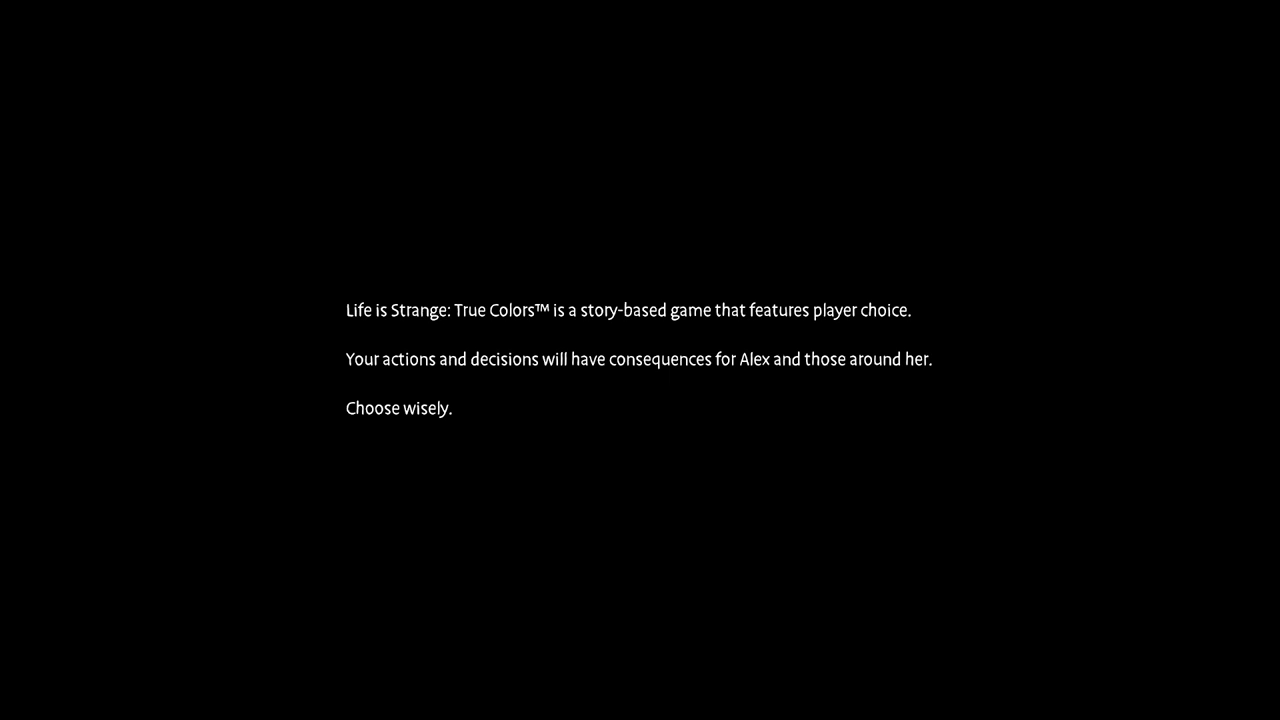 Life is Strange: True Colors™ is a story-based game that features player choice.
Your actions and decisions will have consequences for Alex and those around her.
Choose wisely.